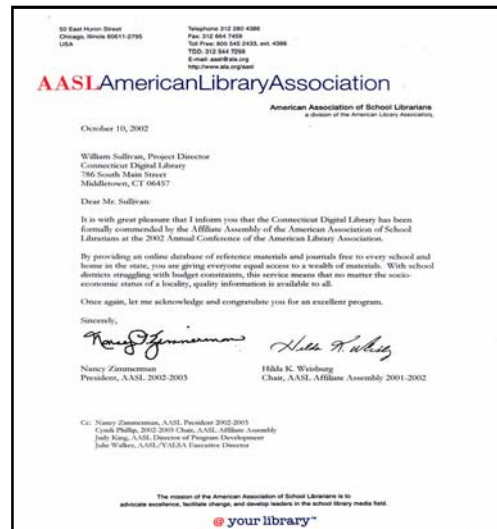 50 East Huron Street
Chicago, Illinois 60611-2795
USA
Telephone 312 280 4386
Fax: 312 664 7459
Toll Free: 800 545 2433, ext. 4386
TDD: 312 944 7298
E-mail: aasl@ala.org
http://www.ala.org/aasl
AASLAmericanLibraryAssociation
American Association of School Librarians
a division of the American Library Association,
October 10, 2002
William Sullivan, Project Director
Connecticut Digital Library
786 South Main Street
Middletown, CT 06457
Dear Mr. Sullivan:
It is with great pleasure that I inform you that the Connecticut Digital Library has been
formally commended by the Affiliate Assembly of the American Association of School
Librarians at the 2002 Annual Conference of the American Library Association.
By providing an online database of reference materials and journals free to every school and
home in the state, you are giving everyone equal access to a wealth of materials. With school
districts struggling with budget constraints, this service means that no matter the socio-
economic status of a locality, quality information is available to all.
Once again, let me acknowledge and congratulate you for an excellent program.
Sincerely,
Nancy Zimmerman
Hilda K. Weisburg
President, AASL 2002-2003
Chair, AASL Affiliate Assembly 2001-2002
Cc: Nancy Zimmerman, AASL President 2002-2003
Cyndi Phillip, 2002-2003 Chair, AASL Affiliate Assembly
Judy King, AASL Director of Program Development
Julie Walker, AASL/YALSA Executive Director
The mission of the American Association of School Librarians is to
advocate excellence, facilitate change, and develop leaders in the school library media field.
@ your library™